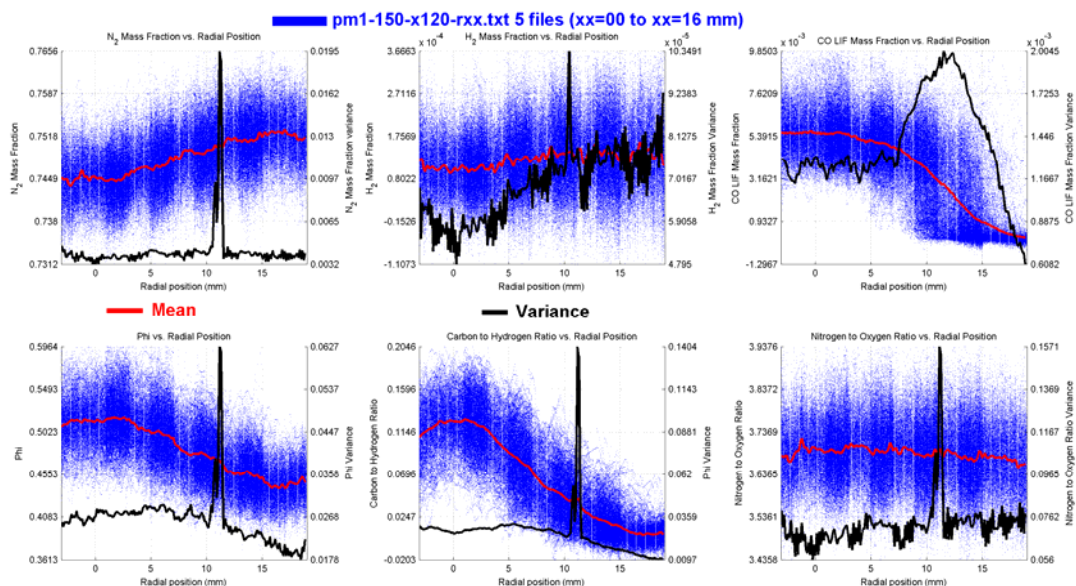 pm1-150-x120-rxx.txt 5 files (xx=00 to xx=16 mm)
N2 Mass Fraction vs. Radial Position
0.7656
0.7587
0.7518
0.7449
0.738
0.7312
N2 Mass Fraction
0.0195
0.0162
0.013
0.0097
0.0065
0.0032
N2 Mass Fraction variance
0 5 10 15
Radial position (mm)
x 10^-4 H2 Mass Fraction vs. Radial Position x 10^-5
3.6663
2.7116
1.7569
0.8022
-0.1526
-1.1073
H2 Mass Fraction
10.3491
9.2383
8.1275
7.0167
5.9058
4.795
H2 Mass Fraction Variance
0 5 10 15
Radial position (mm)
x 10^-3 CO LIF Mass Fraction vs. Radial Position x 10^-3
9.8503
7.6209
5.3915
3.1621
0.9327
-1.2967
CO LIF Mass Fraction
2.0045
1.7253
1.446
1.1668
0.8875
0.6082
CO LIF Mass Fraction Variance
0 5 10 15
Radial position (mm)
Mean
Variance
Phi vs. Radial Position
0.5964
0.5493
0.5023
0.4553
0.4083
0.3613
Phi
0.0627
0.0537
0.0447
0.0358
0.0268
0.0178
Phi Variance
0 5 10 15
Radial position (mm)
Carbon to Hydrogen Ratio vs. Radial Position
0.2046
0.1596
0.1146
0.0696
0.0247
-0.0203
Carbon to Hydrogen Ratio
0.1404
0.1143
0.0881
0.062
0.0359
0.0097
Phi Variance
0 5 10 15
Radial position (mm)
Nitrogen to Oxygen Ratio vs. Radial Position
3.9376
3.8372
3.7369
3.6365
3.5361
3.4358
Nitrogen to Oxygen Ratio
0.1571
0.1369
0.1167
0.0965
0.0762
0.056
Nitrogen to Oxygen Ratio Variance
0 5 10 15
Radial position (mm)